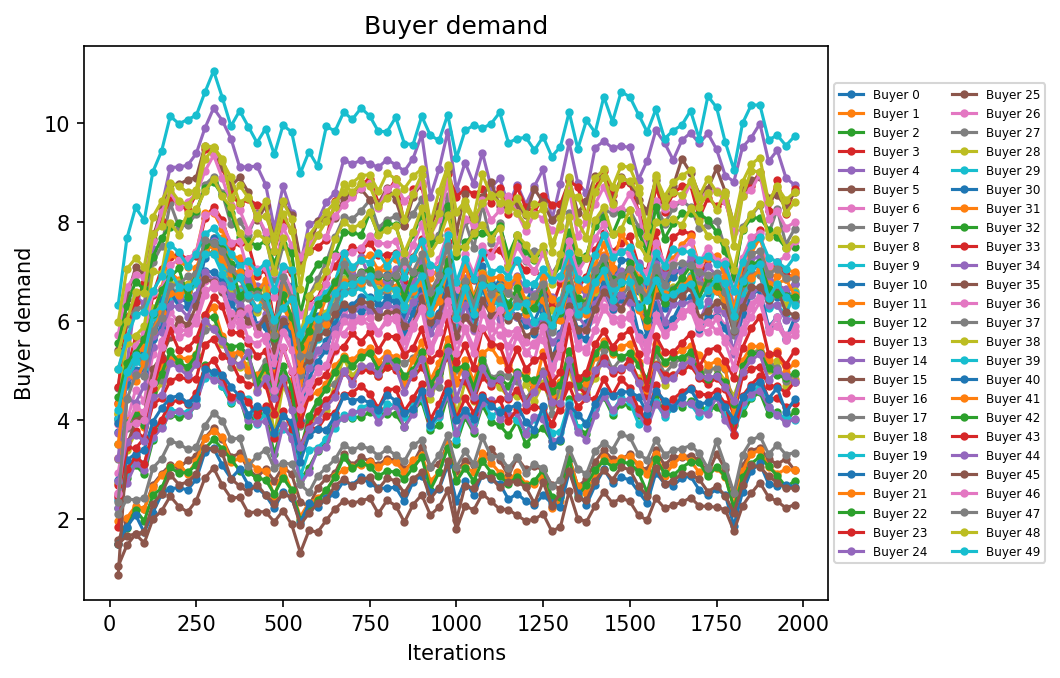 Buyer demand
Buyer demand
10
8
6
4
2
0
250
500
750
1000
1250
1500
1750
2000
Iterations
Buyer 0
Buyer 1
Buyer 2
Buyer 3
Buyer 4
Buyer 5
Buyer 6
Buyer 7
Buyer 8
Buyer 9
Buyer 10
Buyer 11
Buyer 12
Buyer 13
Buyer 14
Buyer 15
Buyer 16
Buyer 17
Buyer 18
Buyer 19
Buyer 20
Buyer 21
Buyer 22
Buyer 23
Buyer 24
Buyer 25
Buyer 26
Buyer 27
Buyer 28
Buyer 29
Buyer 30
Buyer 31
Buyer 32
Buyer 33
Buyer 34
Buyer 35
Buyer 36
Buyer 37
Buyer 38
Buyer 39
Buyer 40
Buyer 41
Buyer 42
Buyer 43
Buyer 44
Buyer 45
Buyer 46
Buyer 47
Buyer 48
Buyer 49